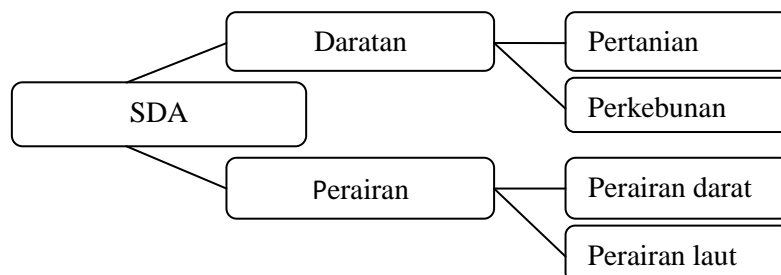 Daratan
Pertanian
SDA
Perkebunan
Perairan
Perairan darat
Perairan laut